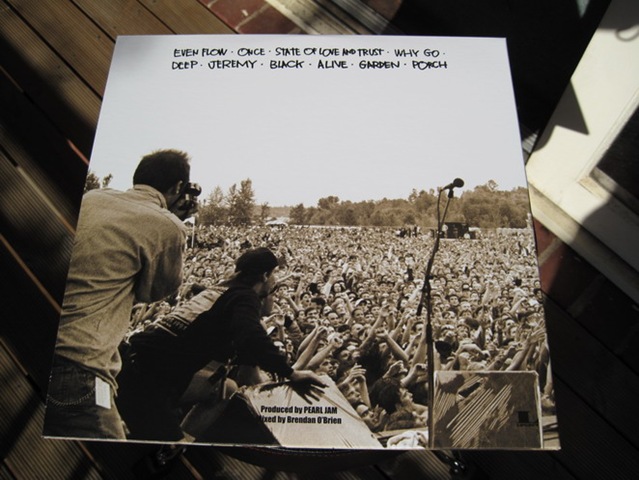 EVEN FLOW · ONCE · STATE OF LOVE AND TRUST · WHY GO ·
DEEP · JEREMY · BLACK · ALIVE · GARDEN · PORCH
Produced by PEARL JAM
ixed by Brendan O'Brien